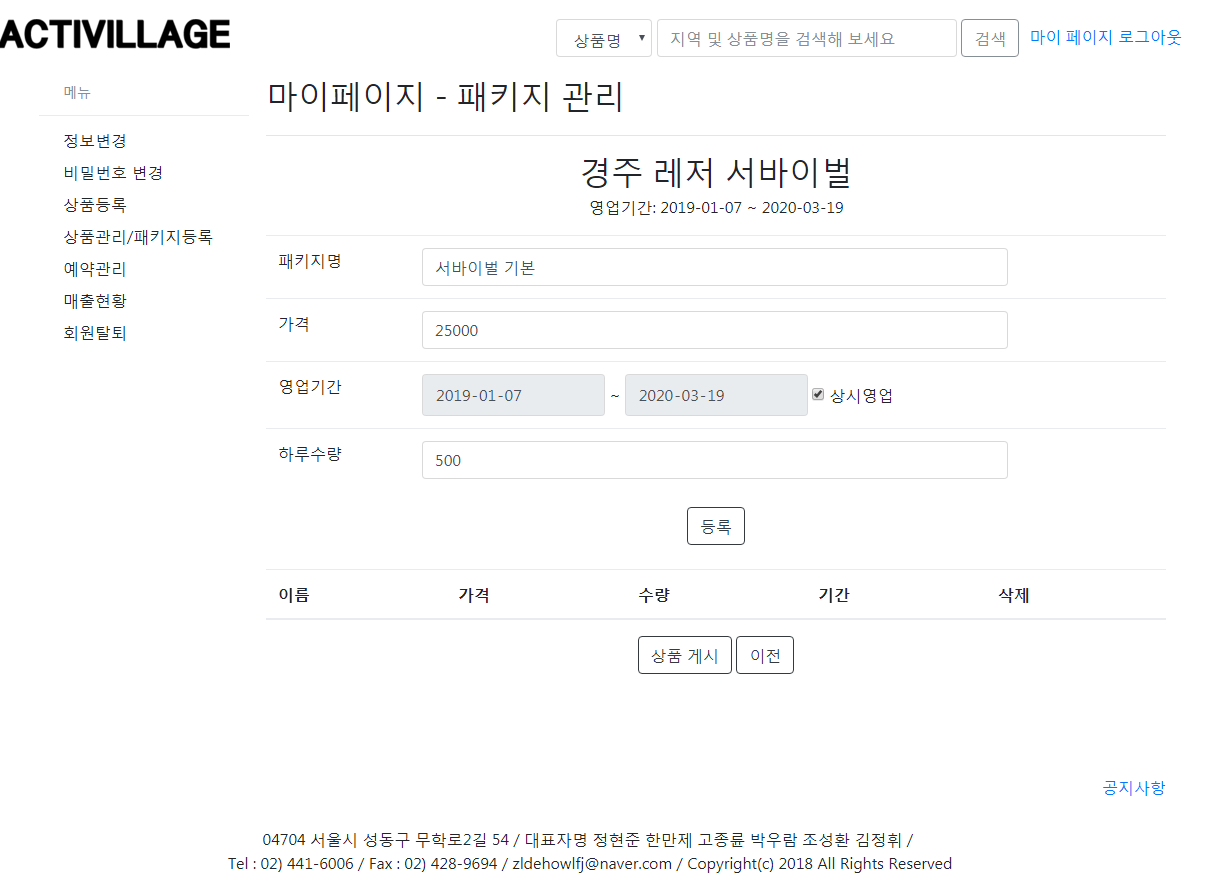 ACTIVILLAGE
상품명 지역 및 상품명을 검색해 보세요 검색 마이 페이지 로그아웃
메뉴
정보변경
비밀번호 변경
상품등록
상품관리/패키지등록
예약관리
매출현황
회원탈퇴
마이페이지 - 패키지 관리
경주 레저 서바이벌
영업기간: 2019-01-07 ~ 2020-03-19
패키지명 서바이벌 기본
가격 25000
영업기간 2019-01-07 ~ 2020-03-19 상시영업
하루수량 500
등록
이름 가격 수량 기간 삭제
상품 게시 이전
공지사항
04704 서울시 성동구 무학로2길 54 / 대표자명 정현준 한만제 고종륜 박우람 조성환 김정휘 /
Tel : 02) 441-6006 / Fax : 02) 428-9694 / zldehowlfj@naver.com / Copyright(c) 2018 All Rights Reserved